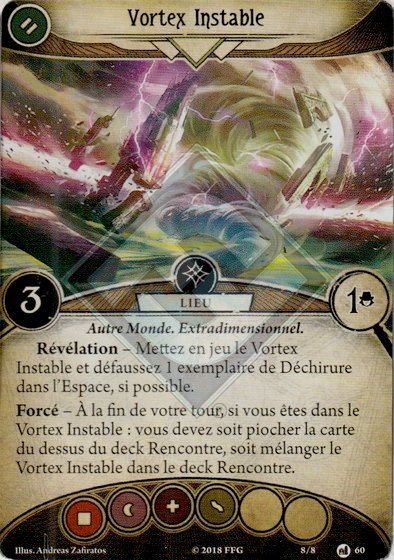 Vortex Instable
3
LIEU
1
Autre Monde. Extradimensionnel.
Révélation – Mettez en jeu le Vortex
Instable et défaussez 1 exemplaire de Déchirure
dans l'Espace, si possible.
Forcé – À la fin de votre tour, si vous êtes dans le
Vortex Instable : vous devez soit piocher la carte
du dessus du deck Rencontre, soit mélanger le
Vortex Instable dans le deck Rencontre.
Illus. Andreas Zafiratos
© 2018 FFG
8/8
60